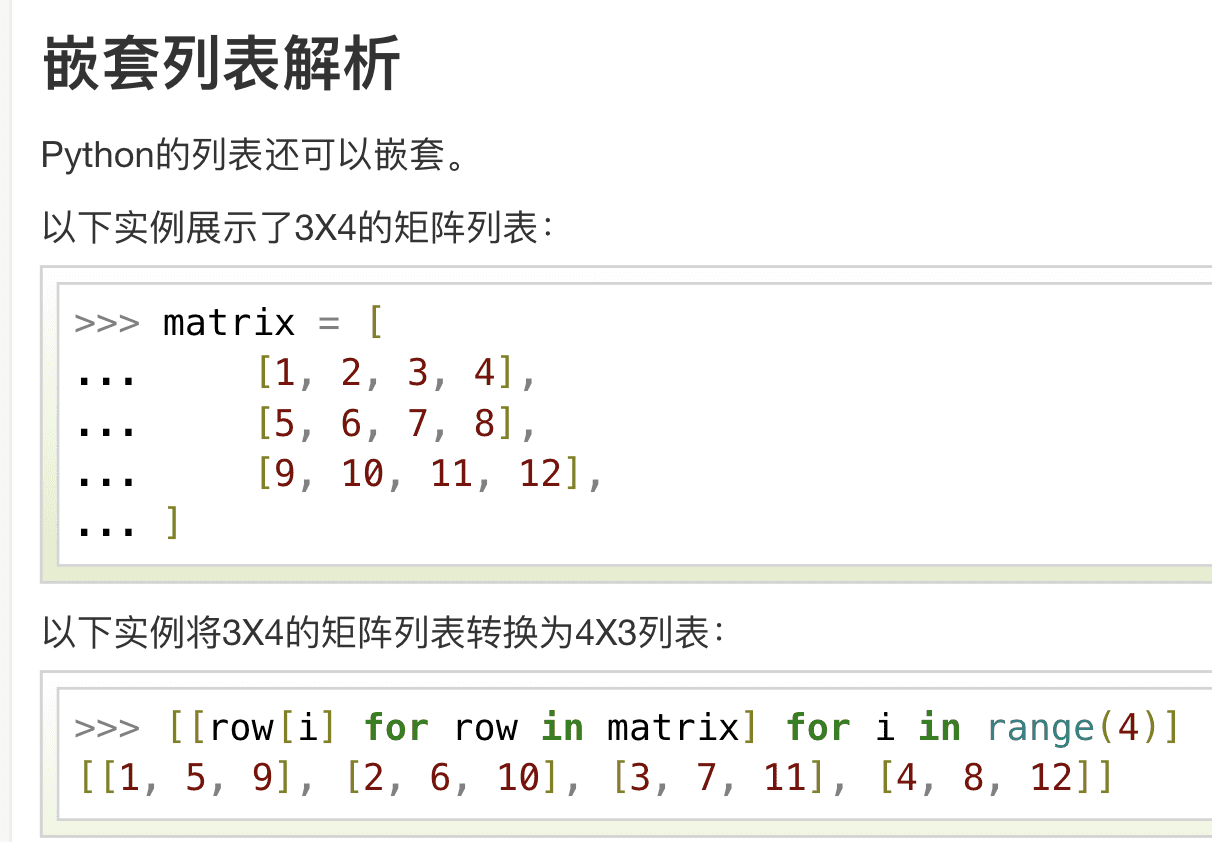 嵌套列表解析
Python的列表还可以嵌套。
以下实例展示了3X4的矩阵列表：
>>> matrix = [
...     [1, 2, 3, 4],
...     [5, 6, 7, 8],
...     [9, 10, 11, 12],
... ]
以下实例将3X4的矩阵列表转换为4X3列表：
>>> [[row[i] for row in matrix] for i in range(4)]
[[1, 5, 9], [2, 6, 10], [3, 7, 11], [4, 8, 12]]